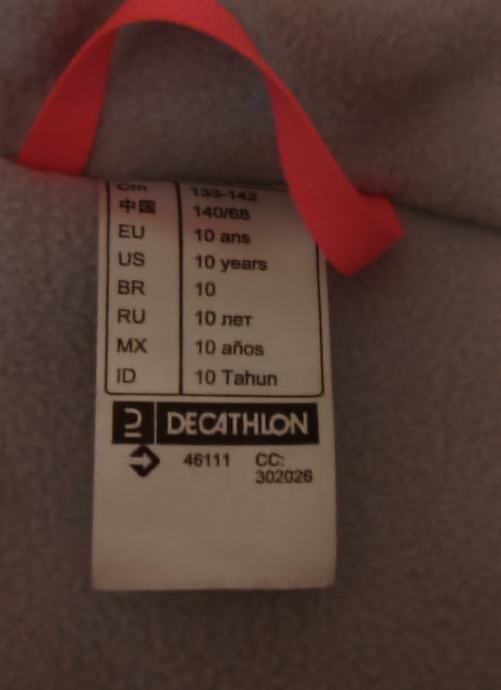 Cm 133-142
中国 140/68
EU 10 ans
US 10 years
BR 10
RU 10 лет
MX 10 años
ID 10 Tahun
DECATHLON
46111 CC:
302026